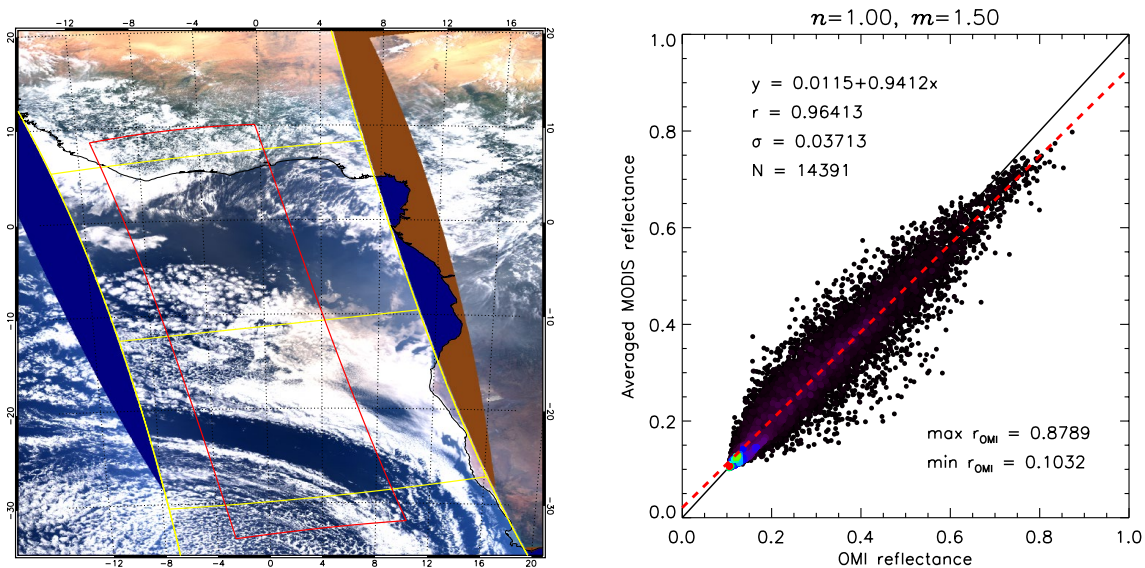 −12 −8 −4 0 4 8 12 16
20 20
10 10
0 0
−10 −10
−20 −20
−30 −30
−12 −8 −4 0 4 8 12 16 20
n=1.00, m=1.50
y = 0.0115+0.9412x
r = 0.96413
σ = 0.03713
N = 14391
max rOMI = 0.8789
min rOMI = 0.1032
1.0
0.8
0.6
0.4
0.2
0.0
Averaged MODIS reflectance
0.0 0.2 0.4 0.6 0.8 1.0
OMI reflectance